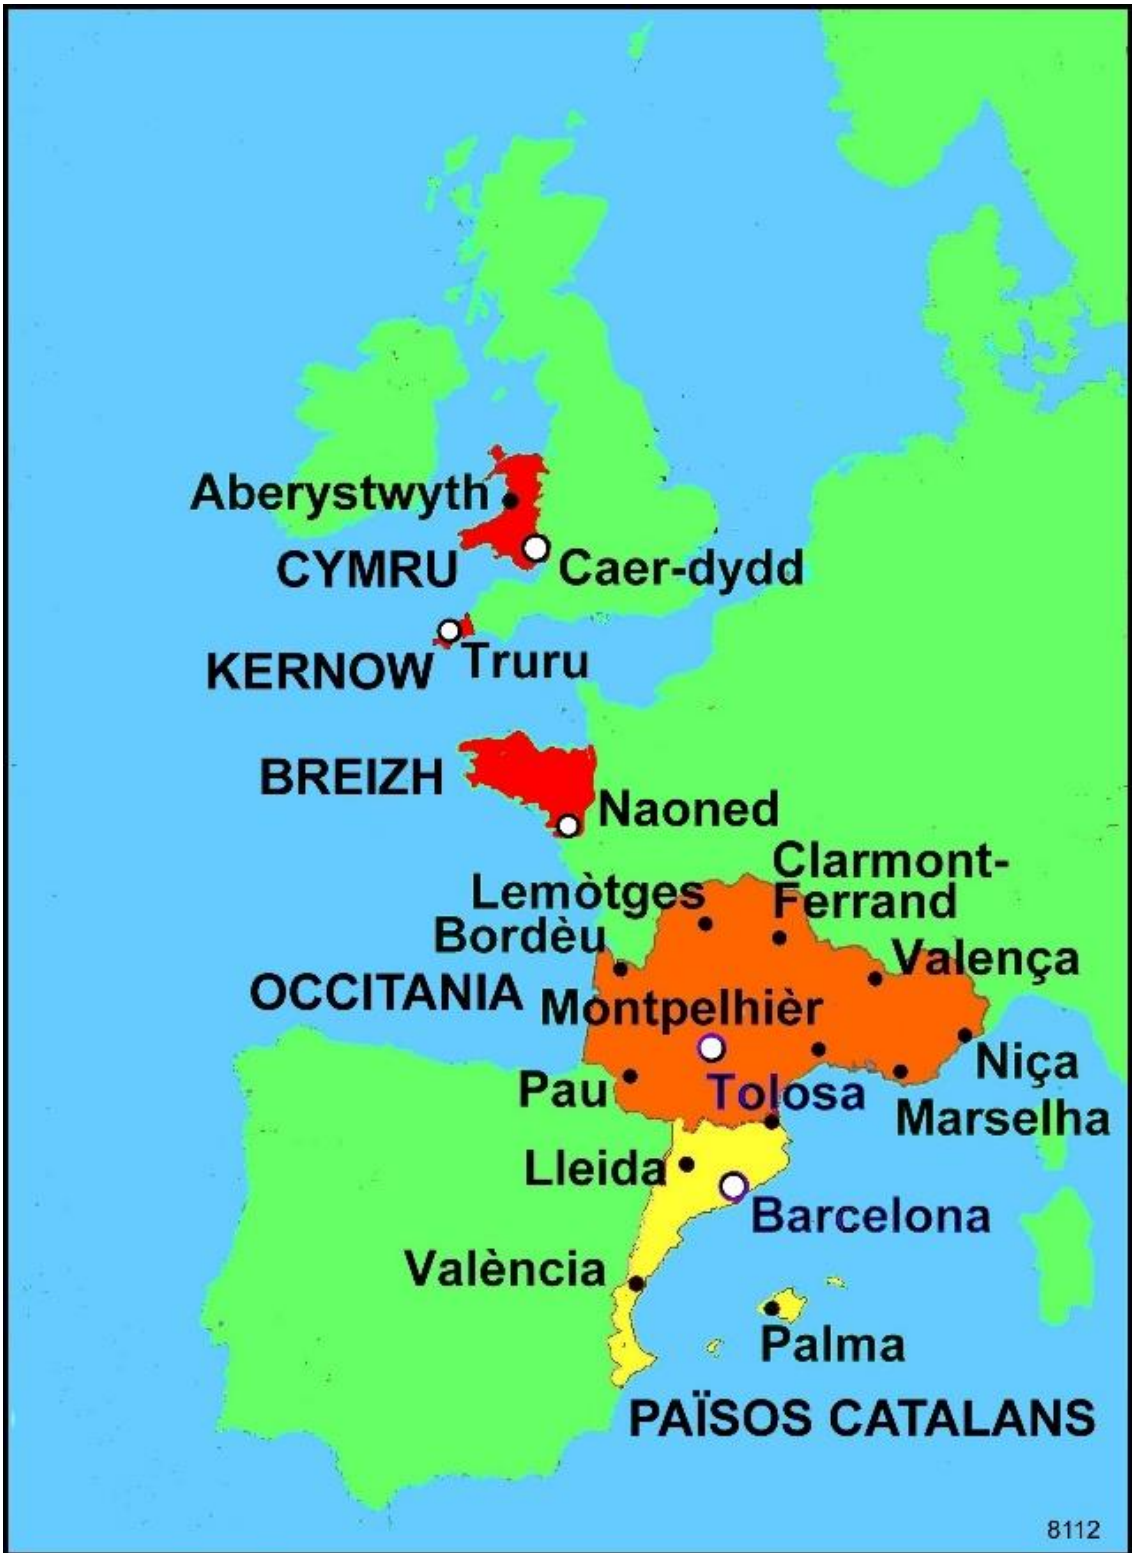 Aberystwyth
CYMRU
Caer-dydd
KERNOW
Truru
BREIZH
Naoned
Clarmont-
Ferrand
Lemòtges
Bordèu
Valença
OCCITANIA
Montpelhièr
Niça
Pau
Tolosa
Marselha
Lleida
Barcelona
València
Palma
PAÏSOS CATALANS
8112